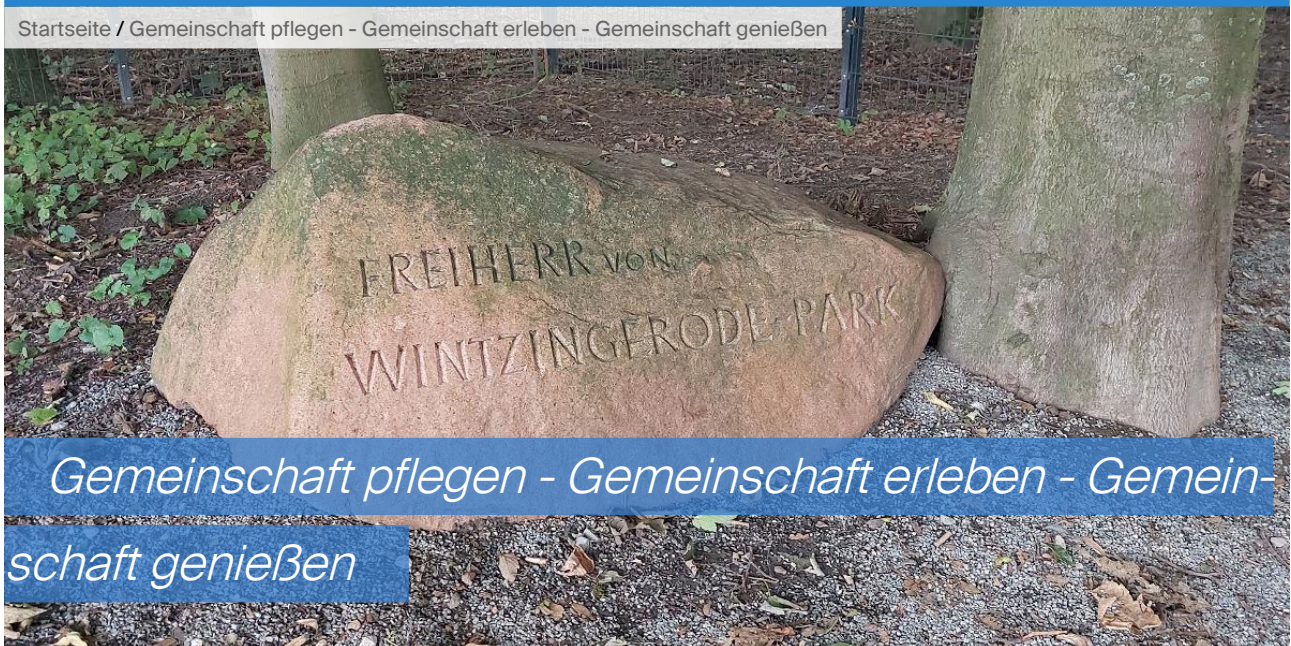 Startseite / Gemeinschaft pflegen - Gemeinschaft erleben - Gemeinschaft genießen
FREIHERR VON
WINTZINGERODE-PARK
Gemeinschaft pflegen - Gemeinschaft erleben - Gemein-
schaft genießen